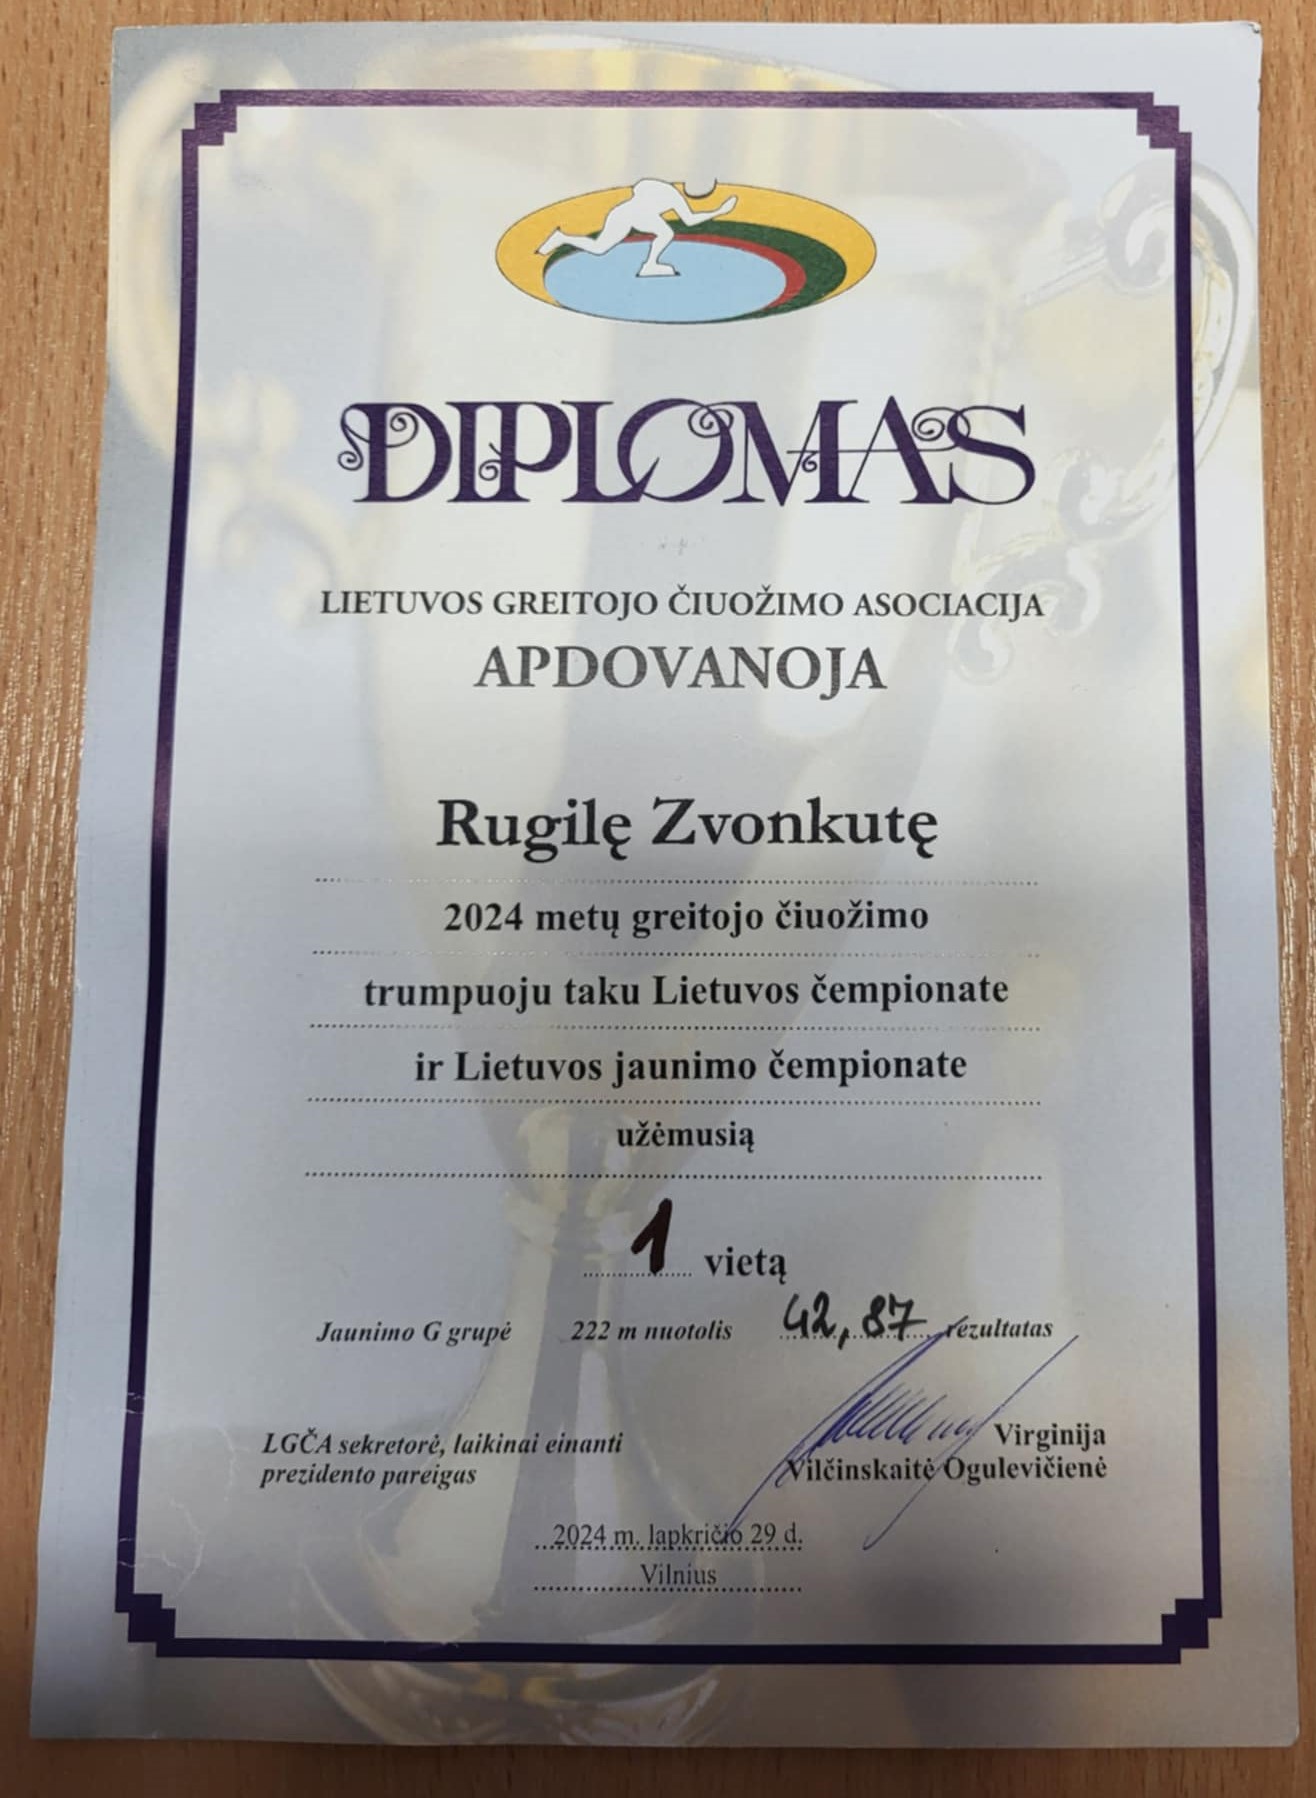 DIPLOMAS
LIETUVOS GREITOJO ČIUOŽIMO ASOCIACIJA
APDOVANOJA
Rugilę Zvonkutę
2024 metų greitojo čiuožimo
trumpuoju taku Lietuvos čempionate
ir Lietuvos jaunimo čempionate
užėmusią
1 vietą
Jaunimo G grupė 222 m nuotolis 42,87 rezultatas
LGČA sekretorė, laikinai einanti
prezidento pareigas
Virginija
Vilčinskaitė Ogulevičienė
2024 m. lapkričio 29 d.
Vilnius